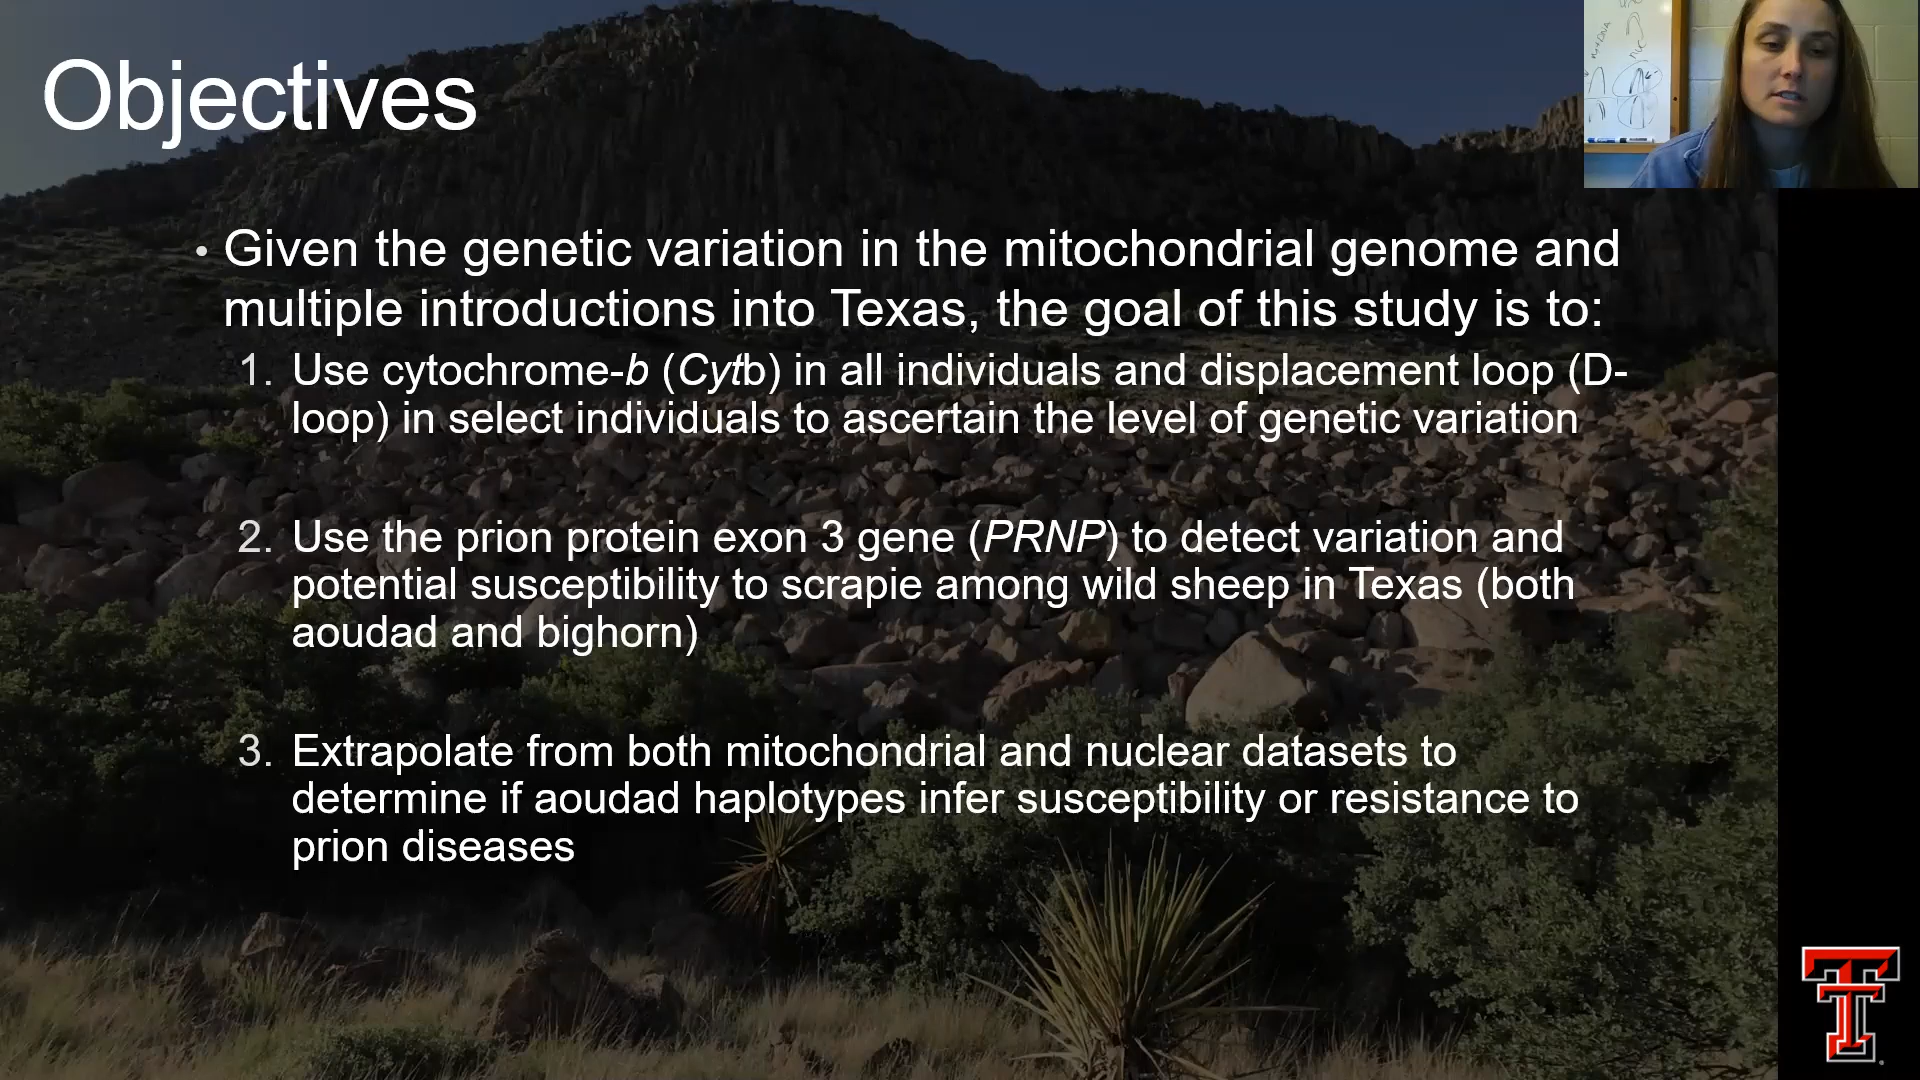 Objectives
• Given the genetic variation in the mitochondrial genome and
multiple introductions into Texas, the goal of this study is to:
1. Use cytochrome-b (Cytb) in all individuals and displacement loop (D-
loop) in select individuals to ascertain the level of genetic variation
2. Use the prion protein exon 3 gene (PRNP) to detect variation and
potential susceptibility to scrapie among wild sheep in Texas (both
aoudad and bighorn)
3. Extrapolate from both mitochondrial and nuclear datasets to
determine if aoudad haplotypes infer susceptibility or resistance to
prion diseases